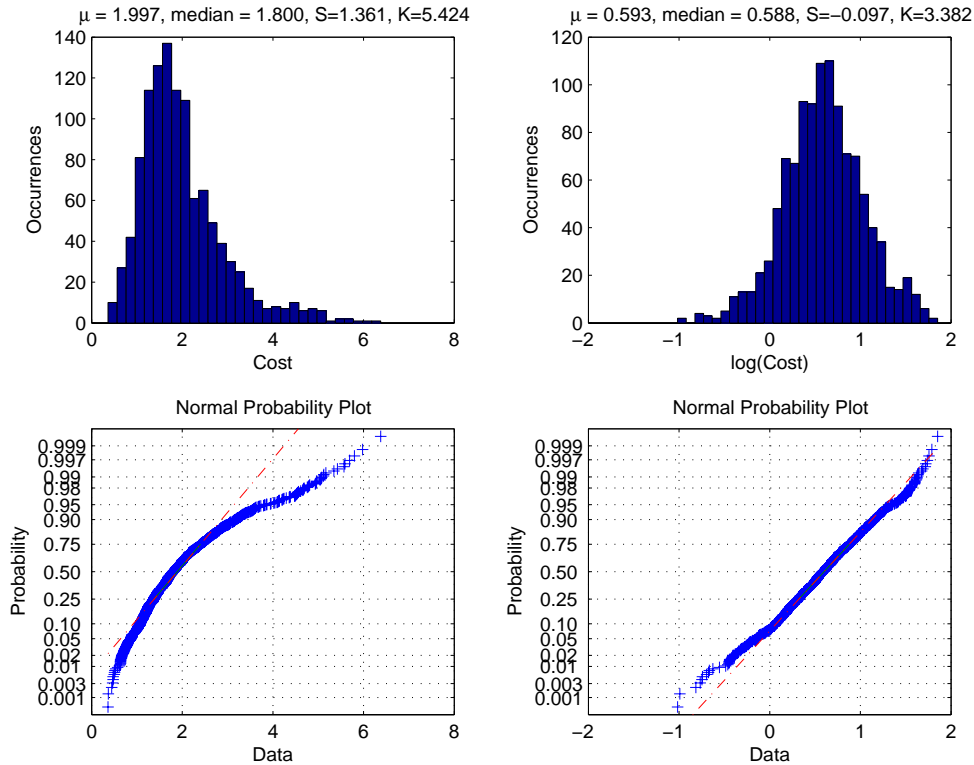 μ = 1.997, median = 1.800, S=1.361, K=5.424
140
120
100
80
60
40
20
0
Occurrences
0 2 4 6 8
Cost
μ = 0.593, median = 0.588, S=−0.097, K=3.382
120
100
80
60
40
20
0
Occurrences
−2 −1 0 1 2
log(Cost)
Normal Probability Plot
0.999
0.997
0.99
0.98
0.95
0.90
0.75
0.50
0.25
0.10
0.05
0.02
0.01
0.003
0.001
Probability
0 2 4 6 8
Data
Normal Probability Plot
0.999
0.997
0.99
0.98
0.95
0.90
0.75
0.50
0.25
0.10
0.05
0.02
0.01
0.003
0.001
Probability
−2 −1 0 1 2
Data